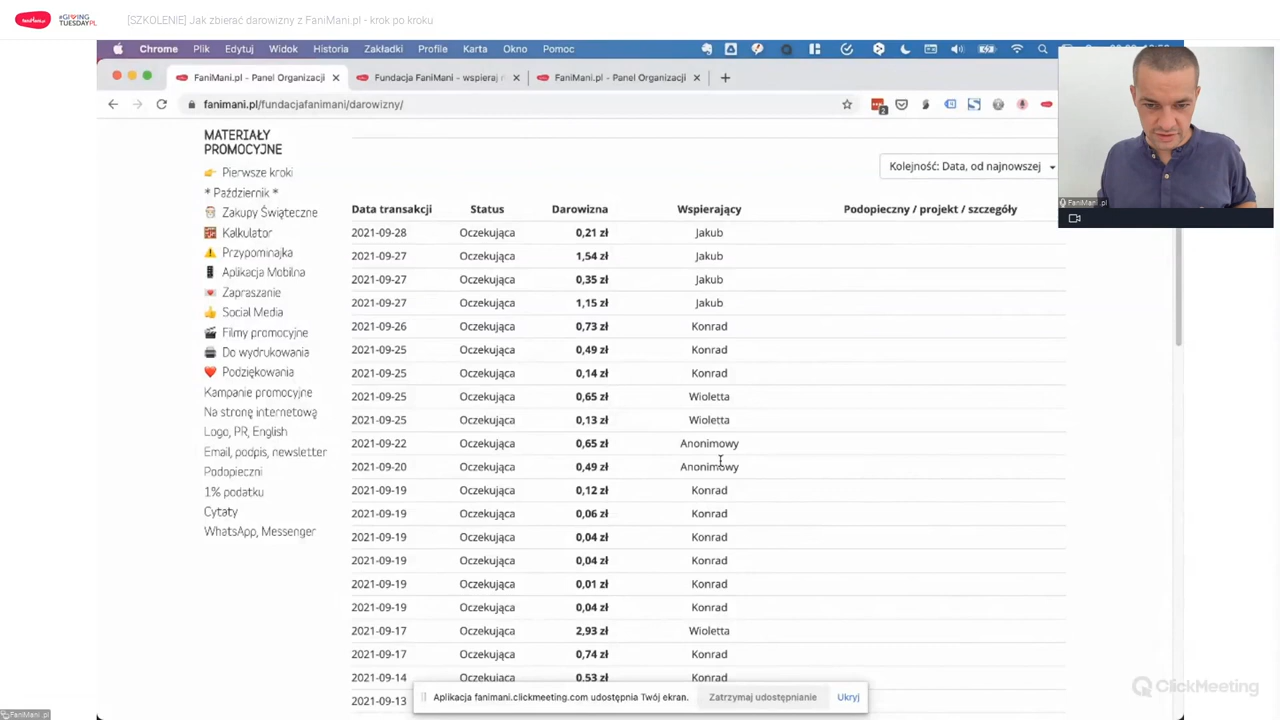 FaniMani.pl #GIVING TUESDAYPL [SZKOLENIE] Jak zbierać darowizny z FaniMani.pl - krok po kroku
Chrome Plik Edytuj Widok Historia Zakładki Profile Karta Okno Pomoc
FaniMani.pl - Panel Organizacji Fundacja FaniMani - wspieraj FaniMani.pl - Panel Organizacji
fanimani.pl/fundacjafanimani/darowizny/
2
MATERIAŁY
PROMOCYJNE
Pierwsze kroki
* Październik *
Zakupy Świąteczne
Kalkulator
Przypominajka
Aplikacja Mobilna
Zapraszanie
Social Media
Filmy promocyjne
Do wydrukowania
Podziękowania
Kampanie promocyjne
Na stronę internetową
Logo, PR, English
Email, podpis, newsletter
Podopieczni
1% podatku
Cytaty
WhatsApp, Messenger
Kolejność: Data, od najnowszej
Data transakcji Status Darowizna Wspierający Podopieczny / projekt / szczegóły
2021-09-28 Oczekująca 0,21 zł Jakub
2021-09-27 Oczekująca 1,54 zł Jakub
2021-09-27 Oczekująca 0,35 zł Jakub
2021-09-27 Oczekująca 1,15 zł Jakub
2021-09-26 Oczekująca 0,73 zł Konrad
2021-09-25 Oczekująca 0,49 zł Konrad
2021-09-25 Oczekująca 0,14 zł Konrad
2021-09-25 Oczekująca 0,65 zł Wioletta
2021-09-25 Oczekująca 0,13 zł Wioletta
2021-09-22 Oczekująca 0,65 zł Anonimowy
2021-09-20 Oczekująca 0,49 zł Anonimowy
2021-09-19 Oczekująca 0,12 zł Konrad
2021-09-19 Oczekująca 0,06 zł Konrad
2021-09-19 Oczekująca 0,04 zł Konrad
2021-09-19 Oczekująca 0,04 zł Konrad
2021-09-19 Oczekująca 0,01 zł Konrad
2021-09-19 Oczekująca 0,04 zł Konrad
2021-09-17 Oczekująca 2,93 zł Wioletta
2021-09-17 Oczekująca 0,74 zł Konrad
2021-09-14 Oczekująca 0,53 zł Konrad
2021-09-13
Aplikacja fanimani.clickmeeting.com udostępnia Twój ekran. Zatrzymaj udostępnianie Ukryj
FaniMani .pl
ClickMeeting
FaniMani .pl